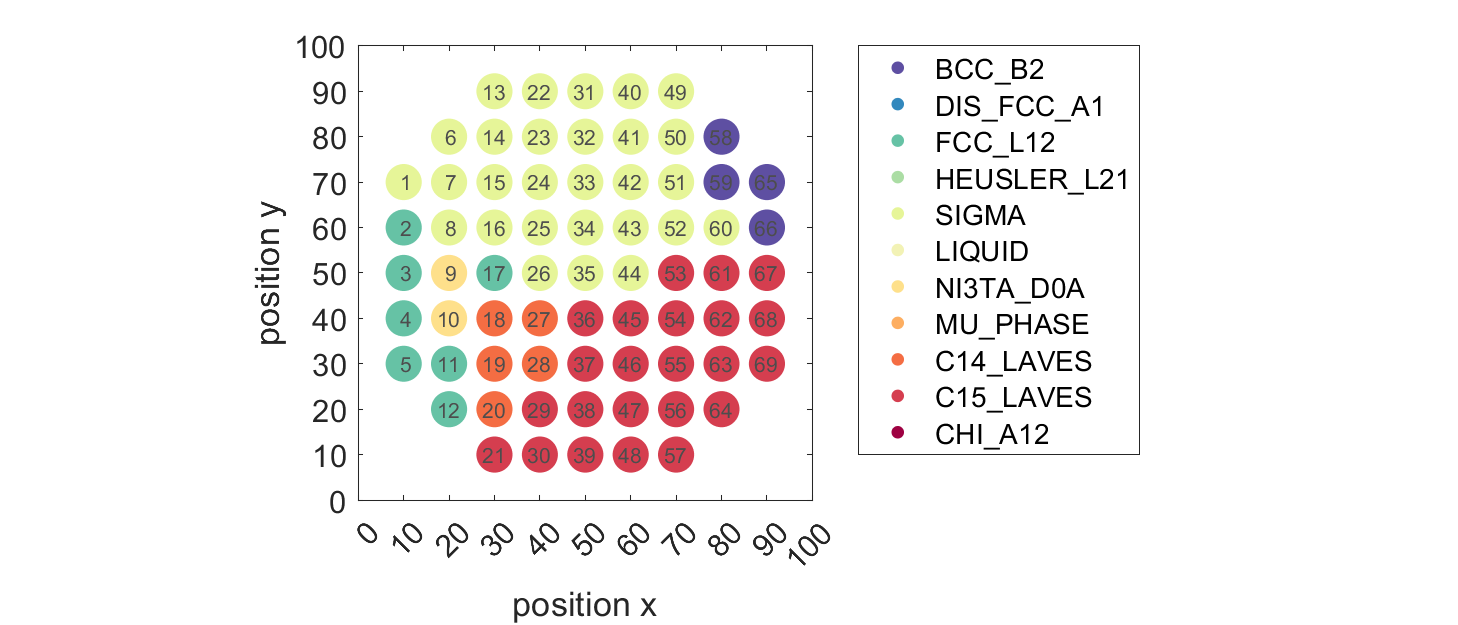 100
90 13 22 31 40 49
80 6 14 23 32 41 50 58
70 1 7 15 24 33 42 51 59 65
60 2 8 16 25 34 43 52 60 66
50 3 9 17 26 35 44 53 61 67
40 4 10 18 27 36 45 54 62 68
30 5 11 19 28 37 46 55 63 69
20 12 20 29 38 47 56 64
10 21 30 39 48 57
0
position y
0 10 20 30 40 50 60 70 80 90 100
position x
BCC_B2
DIS_FCC_A1
FCC_L12
HEUSLER_L21
SIGMA
LIQUID
NI3TA_D0A
MU_PHASE
C14_LAVES
C15_LAVES
CHI_A12